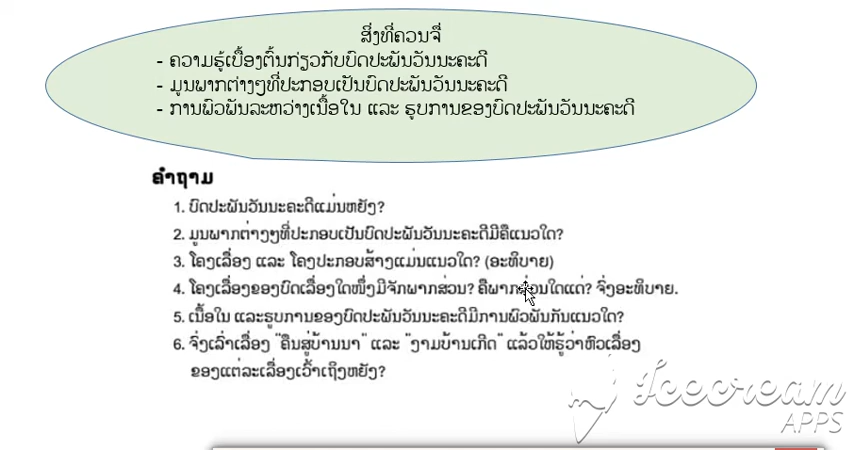 ສິ່ງທີ່ຄວນຈື່
- ຄວາມຮູ້ເບື້ອງຕົ້ນກ່ຽວກັບບົດປະພັນວັນນະຄະດີ
- ມູນພາກຕ່າງໆທີ່ປະກອບເປັນບົດປະພັນວັນນະຄະດີ
- ການພົວພັນລະຫວ່າງເນື້ອໃນ ແລະ ຮູບການຂອງບົດປະພັນວັນນະຄະດີ
ຄຳຖາມ
1. ບົດປະພັນວັນນະຄະດີແມ່ນຫຍັງ?
2. ມູນພາກຕ່າງໆທີ່ປະກອບເປັນບົດປະພັນວັນນະຄະດີມີຄືແນວໃດ?
3. ໂຄງເລື່ອງ ແລະ ໂຄງປະກອບສ້າງແມ່ນແນວໃດ? (ອະທິບາຍ)
4. ໂຄງເລື່ອງຂອງບົດເລື່ອງໃດໜຶ່ງມີຈັກພາກສ່ວນ? ຄືພາກສ່ວນໃດແດ່? ຈົ່ງອະທິບາຍ.
5. ເນື້ອໃນ ແລະຮູບການຂອງບົດປະພັນວັນນະຄະດີມີການພົວພັນກັນແນວໃດ?
6. ຈົ່ງເລົ່າເລື່ອງ "ຄືນສູ່ບ້ານນາ" ແລະ "ງາມບ້ານເກີດ" ແລ້ວໃຫ້ຮູ້ວ່າຫົວເລື່ອງ
ຂອງແຕ່ລະເລື່ອງເວົ້າເຖິງຫຍັງ?
Icecream
APPS